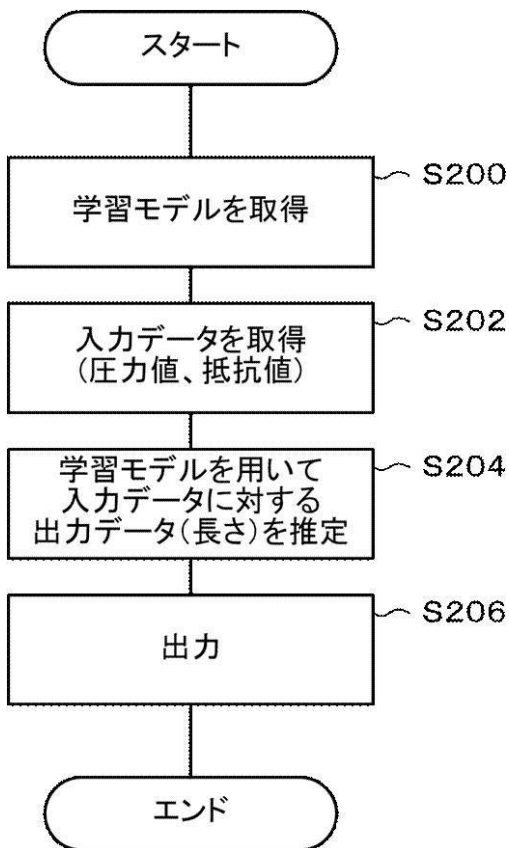 スタート
S200
学習モデルを取得
S202
入力データを取得
(圧力値、抵抗値)
S204
学習モデルを用いて
入力データに対する
出力データ(長さ)を推定
S206
出力
エンド